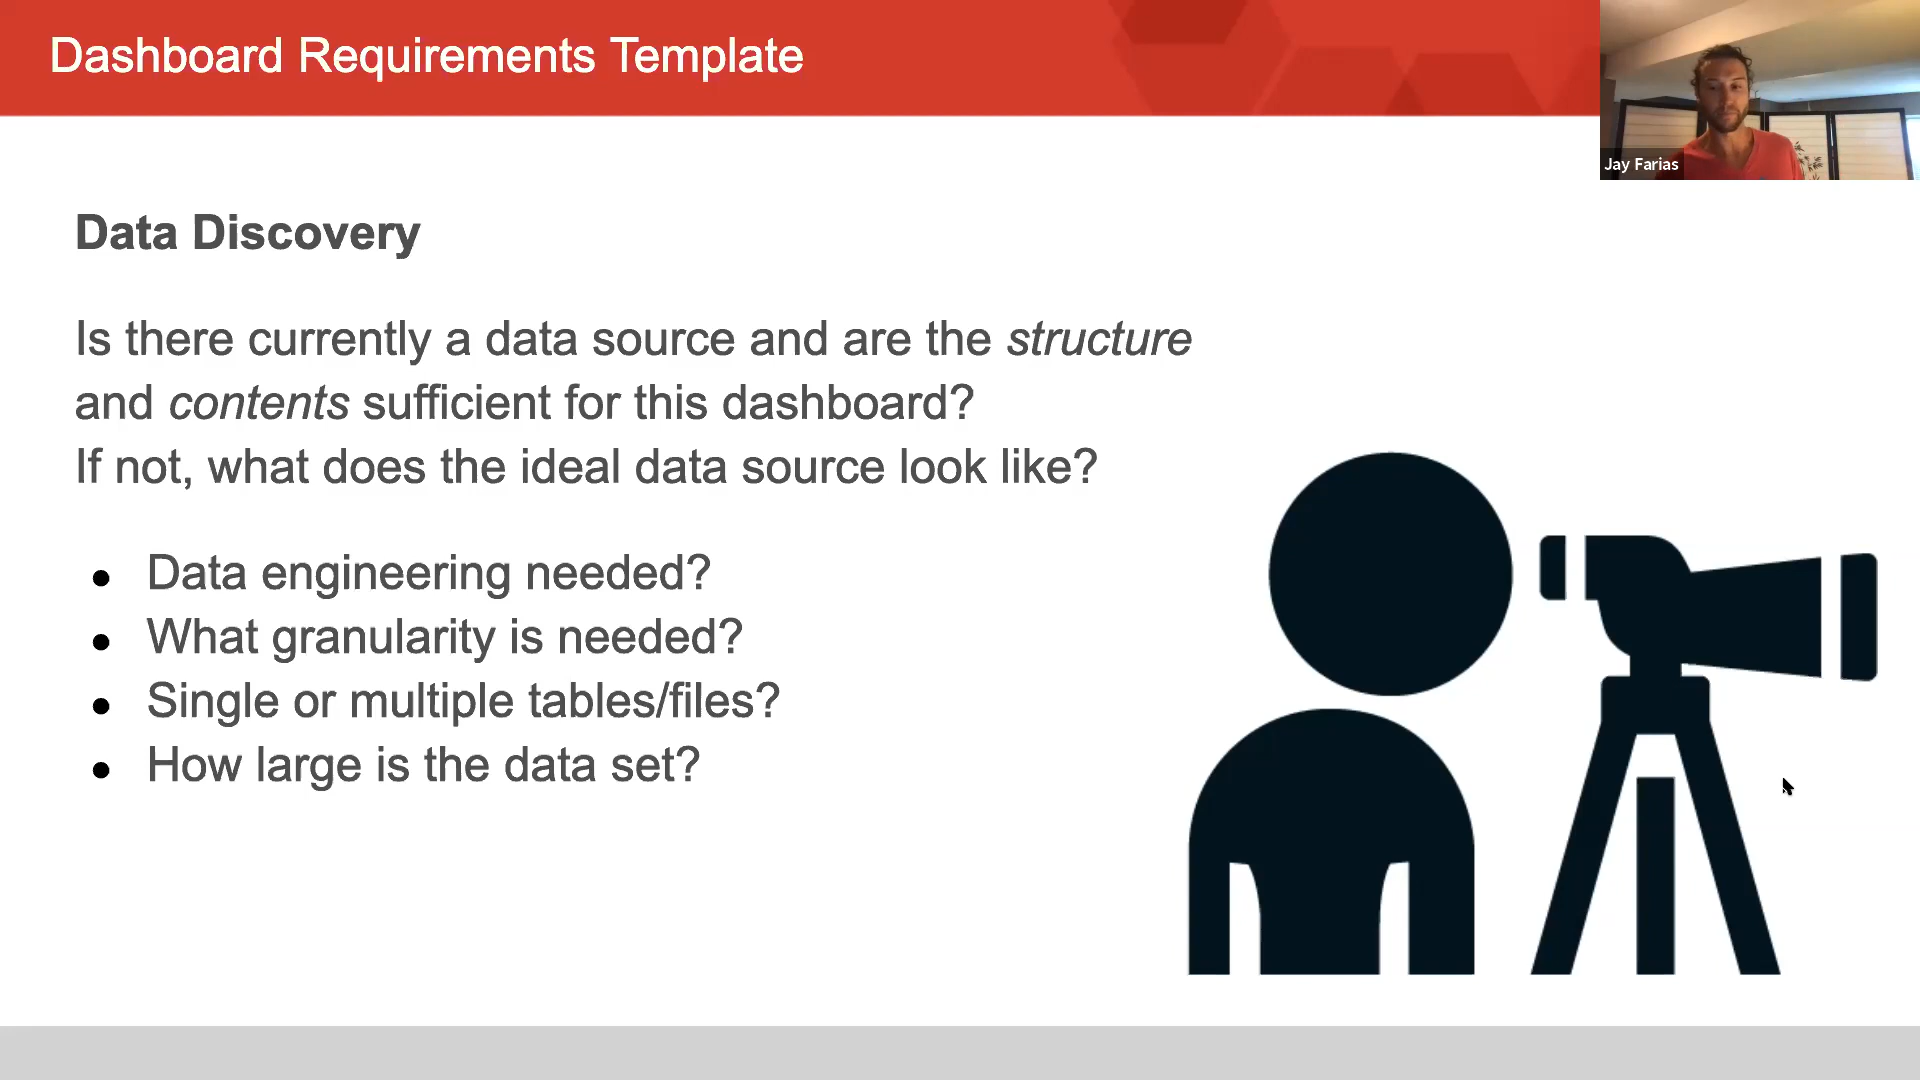 Dashboard Requirements Template
Jay Farias
Data Discovery
Is there currently a data source and are the structure
and contents sufficient for this dashboard?
If not, what does the ideal data source look like?
● Data engineering needed?
● What granularity is needed?
● Single or multiple tables/files?
● How large is the data set?